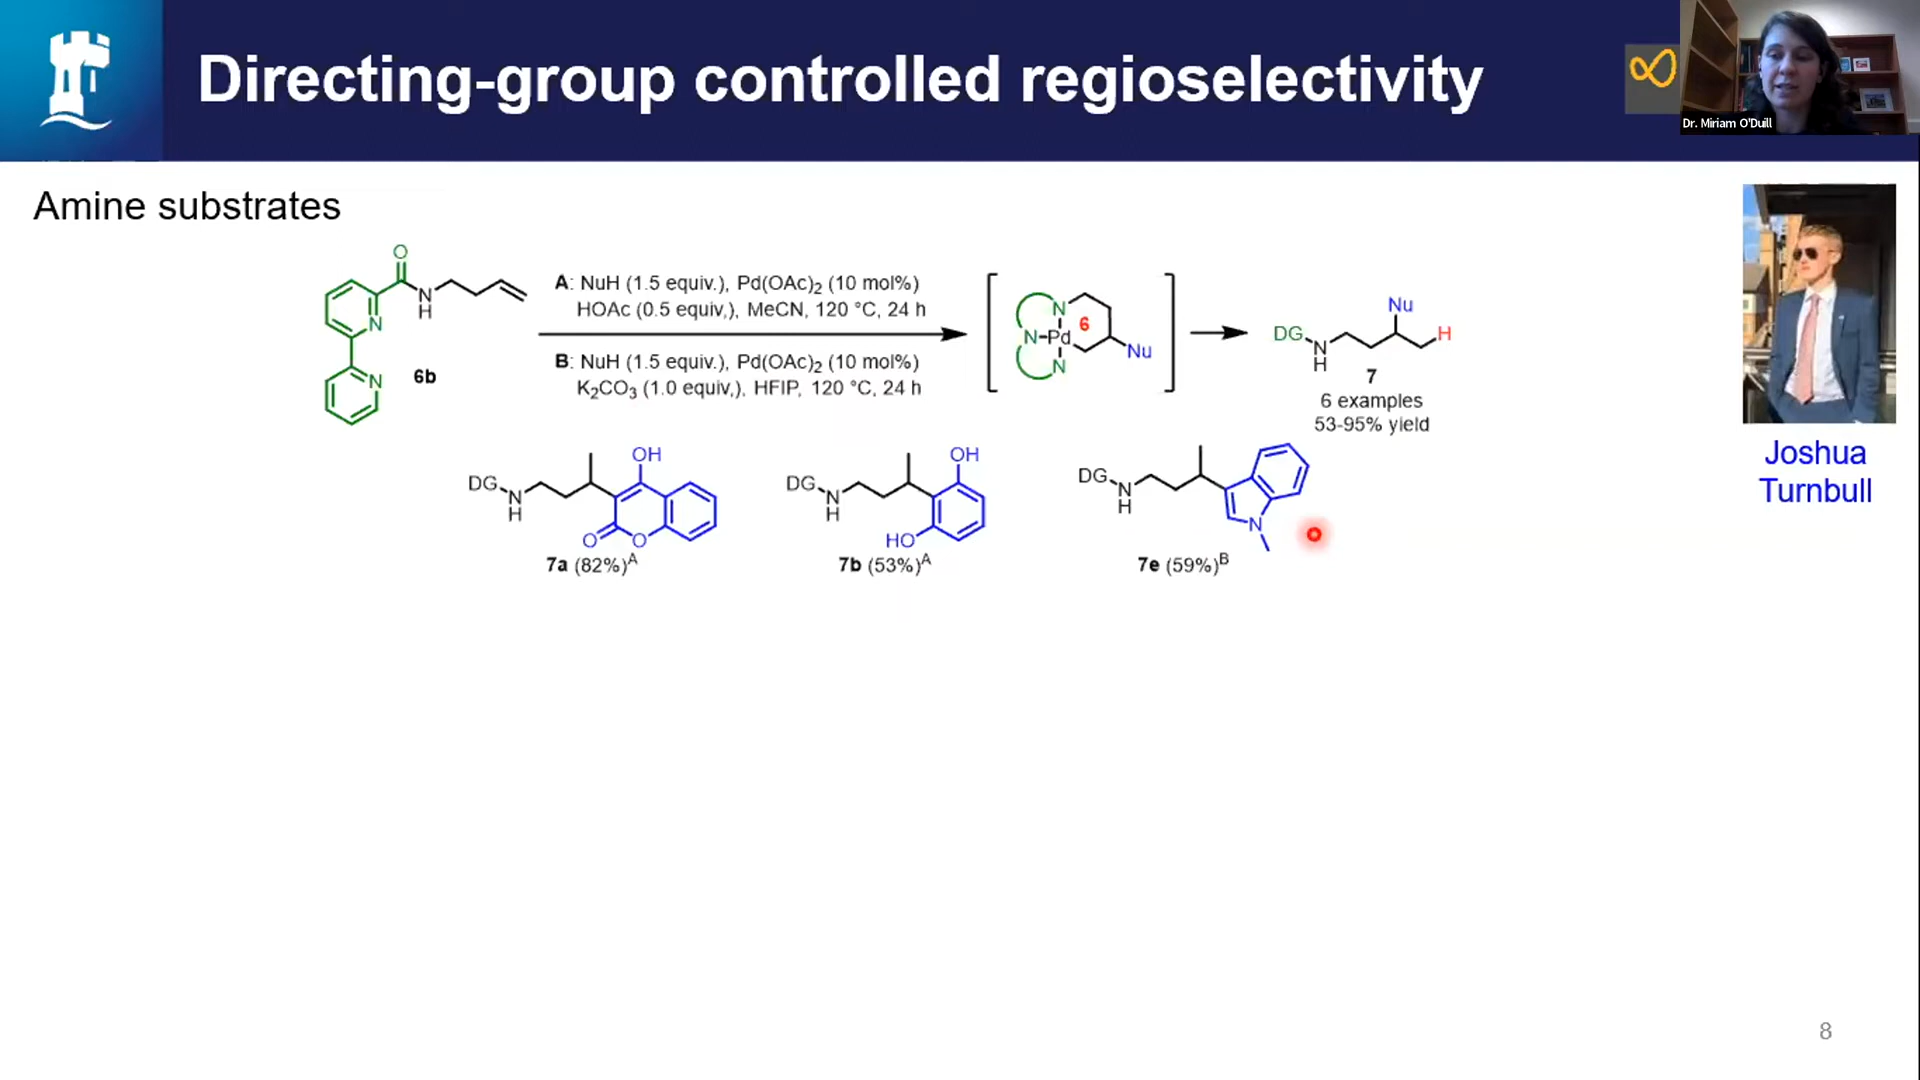 Directing-group controlled regioselectivity
Dr. Miriam O'Duill
Amine substrates
O
N
H
N
N
6b
A: NuH (1.5 equiv.), Pd(OAc)₂ (10 mol%)
HOAc (0.5 equiv,), MeCN, 120 °C, 24 h
B: NuH (1.5 equiv.), Pd(OAc)₂ (10 mol%)
K₂CO₃ (1.0 equiv,), HFIP, 120 °C, 24 h
N
6
N-Pd
Nu
N
Nu
DG
N
H
H
7
6 examples
53-95% yield
Joshua
Turnbull
OH
DG
N
H
O
O
7a (82%)ᴬ
OH
DG
N
H
HO
7b (53%)ᴬ
DG
N
H
N
7e (59%)ᴮ
8